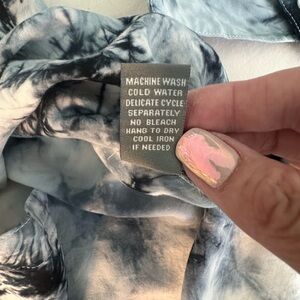 MACHINE WASH
COLD WATER
DELICATE CYCLE
SEPARATELY
NO BLEACH
HANG TO DRY
COOL IRON
IF NEEDED